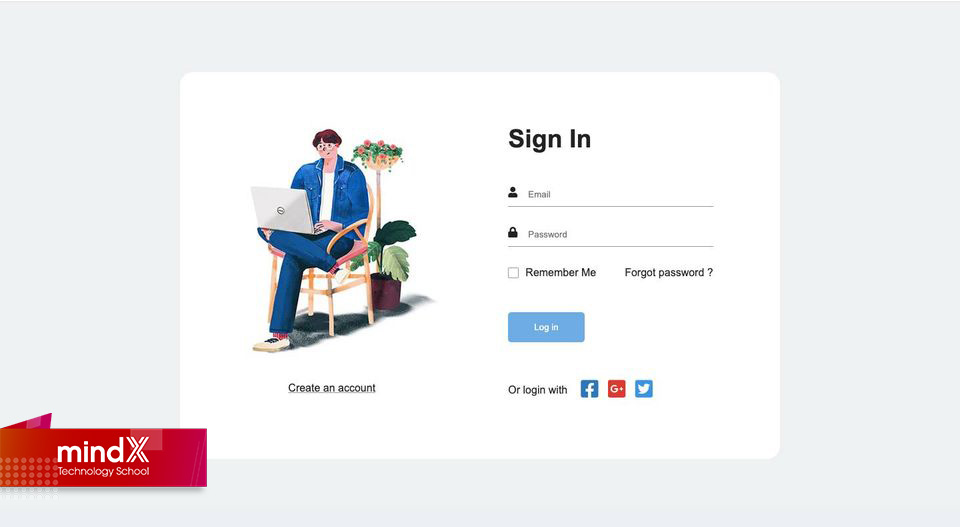 Sign In
Email
Password
Remember Me
Forgot password ?
Log in
Create an account
Or login with
G+
mindX
Technology School